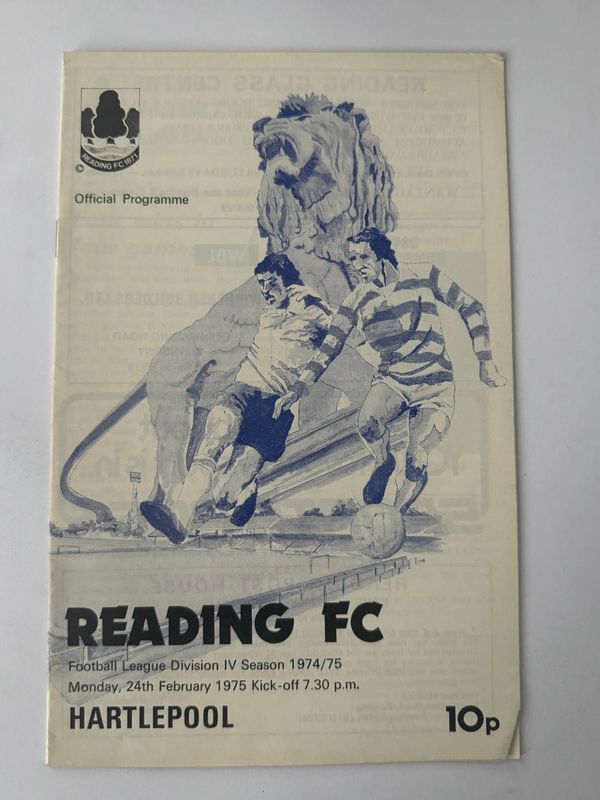 READING FC 1871
©
Official Programme
READING FC
Football League Division IV Season 1974/75
Monday, 24th February 1975 Kick-off 7.30 p.m.
HARTLEPOOL
10p